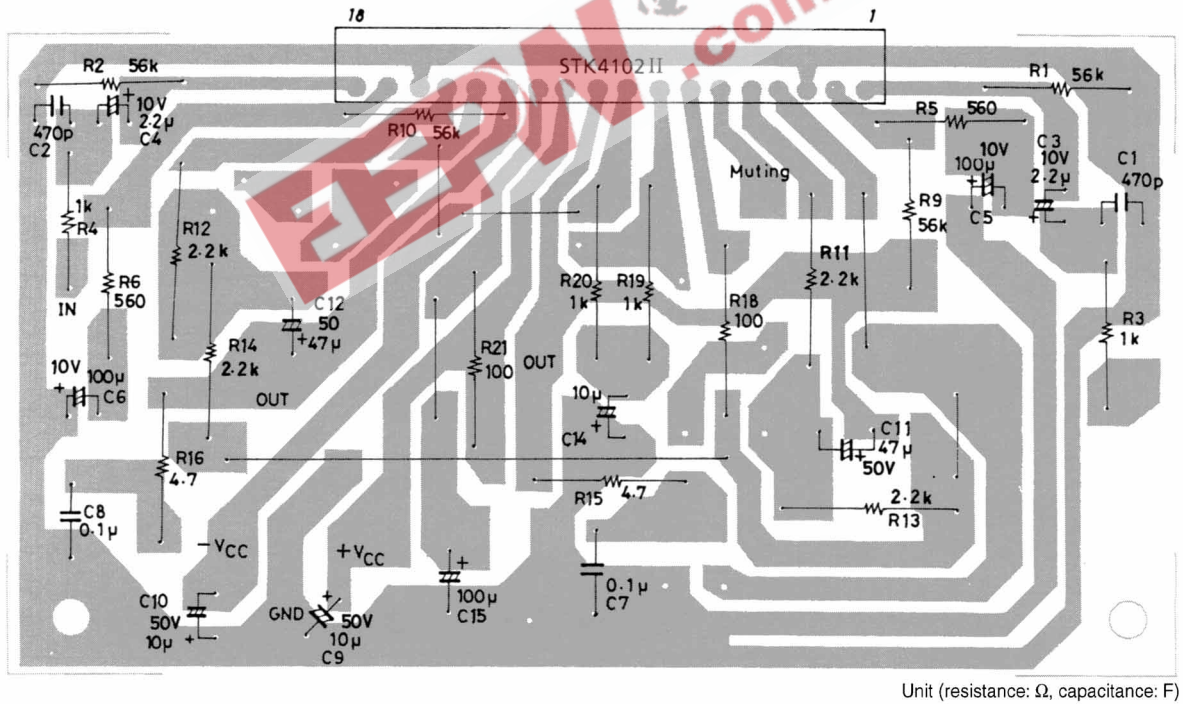 18
1
STK4102II
EEPW
.com
R2
56k
10V
2.2μ
C4
470p
C2
R10
56k
R1
56k
R5
560
10V
100μ
C5
C3
10V
2.2μ
C1
470p
Muting
R9
56k
1k
R4
R12
2.2k
R6
560
IN
C12
50
47μ
R14
2.2k
R20
1k
R19
1k
R18
100
R11
2.2k
R3
1k
R21
100
OUT
10V
100μ
C6
OUT
10μ
C14
C11
47μ
50V
R16
4.7
R15
4.7
2.2k
R13
C8
0.1μ
−VCC
+VCC
C10
50V
10μ
GND
50V
10μ
C9
100μ
C15
0.1μ
C7
Unit (resistance: Ω, capacitance: F)